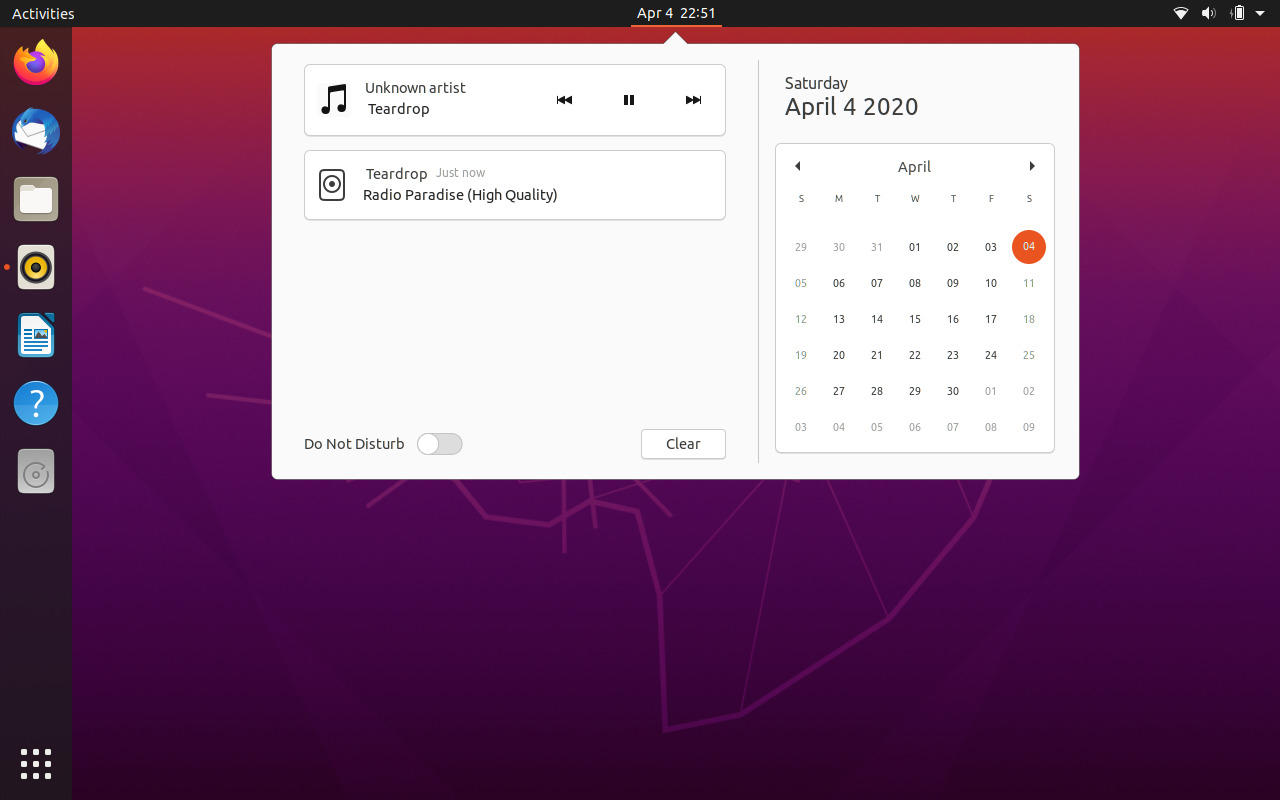 Activities
Apr 4 22:51
Unknown artist
Teardrop
Teardrop Just now
Radio Paradise (High Quality)
Do Not Disturb
Clear
Saturday
April 4 2020
April
S M T W T F S
29 30 31 01 02 03 04
05 06 07 08 09 10 11
12 13 14 15 16 17 18
19 20 21 22 23 24 25
26 27 28 29 30 01 02
03 04 05 06 07 08 09
?